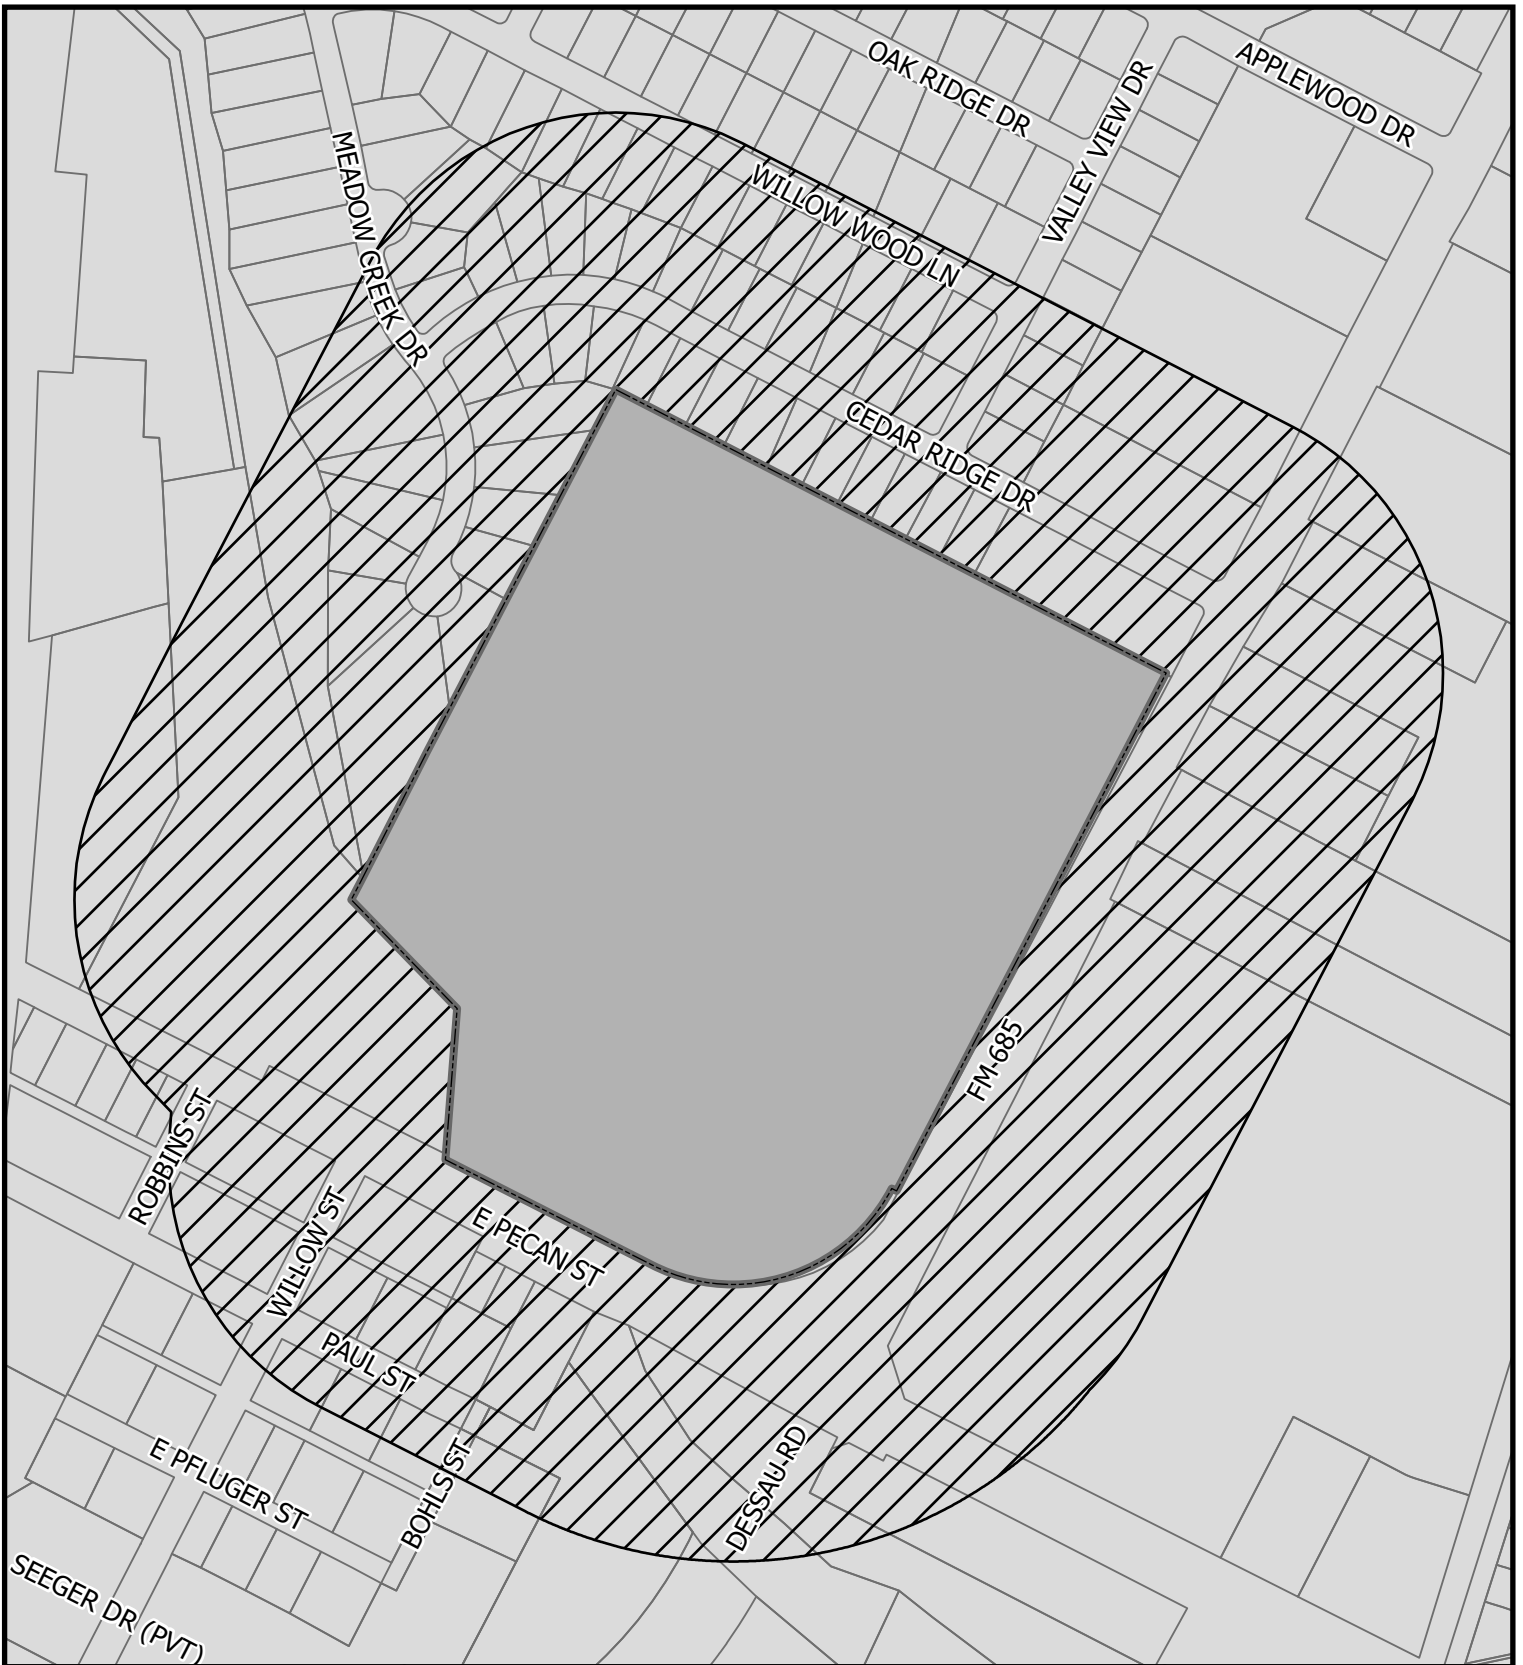 OAK RIDGE DR
APPLEWOOD DR
VALLEY VIEW DR
MEADOW CREEK DR
WILLOW WOOD LN
CEDAR RIDGE DR
FM-685
ROBBINS ST
WILLOW ST
E PECAN ST
PAUL ST
E PFLUGER ST
BOHLS ST
DESSAU RD
SEEGER DR (PVT)